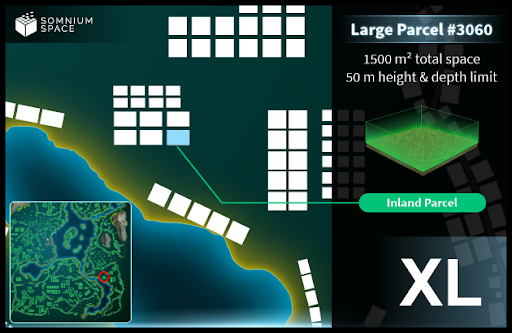 SOMNIUM
SPACE
Large Parcel #3060
1500 m² total space
50 m height & depth limit
Inland Parcel
XL